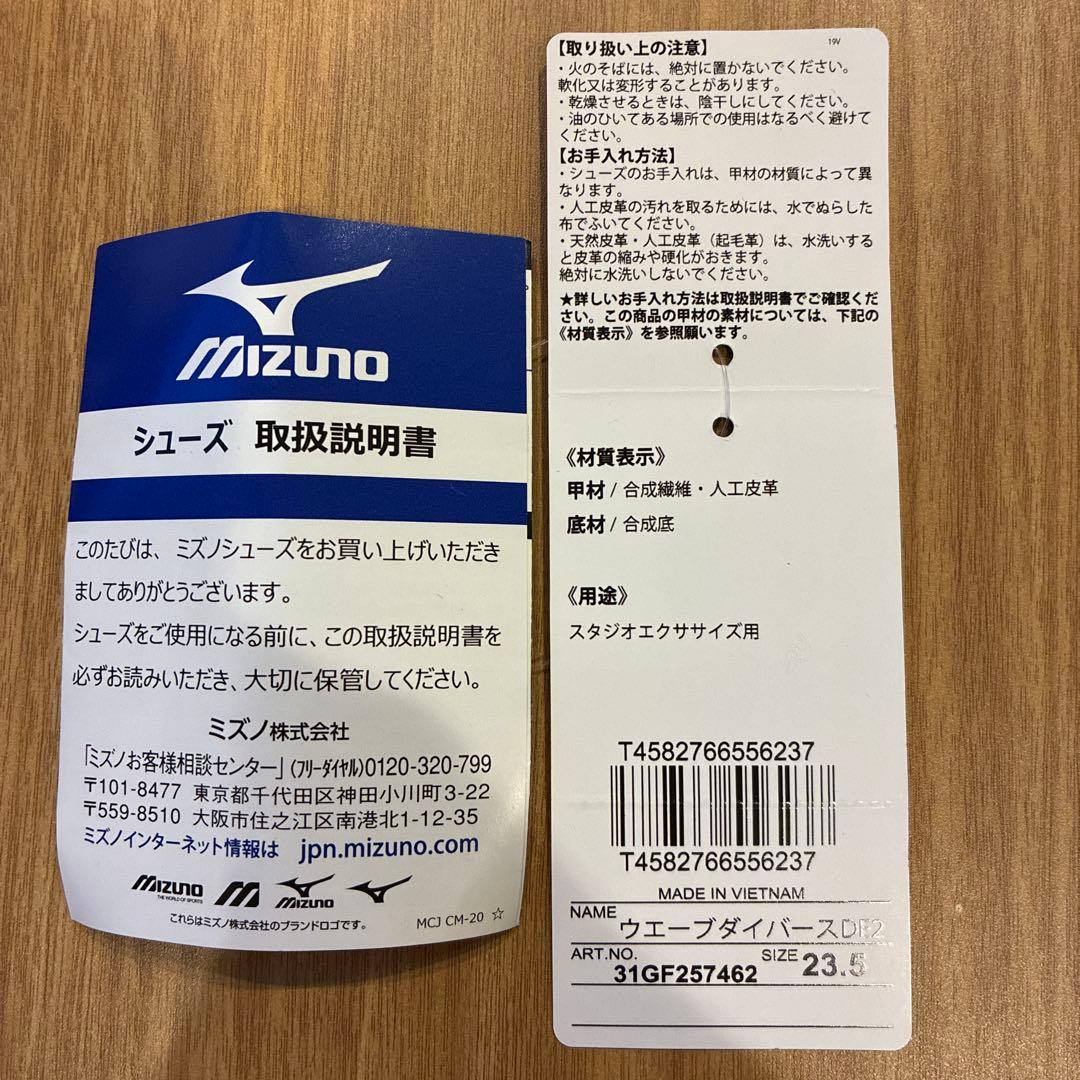 MIZUNO
シューズ 取扱説明書
このたびは、ミズノシューズをお買い上げいただき
ましてありがとうございます。
シューズをご使用になる前に、この取扱説明書を
必ずお読みいただき、大切に保管してください。
ミズノ株式会社
「ミズノお客様相談センター」(フリーダイヤル)0120-320-799
〒101-8477 東京都千代田区神田小川町3-22
〒559-8510 大阪市住之江区南港北1-12-35
ミズノインターネット情報は jpn.mizuno.com
MIZUNO
THE WORLD OF SPORTS
MIZUNO
これらはミズノ株式会社のブランドロゴです。
MCJ CM-20 ☆
19V
【取り扱い上の注意】
・火のそばには、絶対に置かないでください。
軟化又は変形することがあります。
・乾燥させるときは、陰干しにしてください。
・油のひいてある場所での使用はなるべく避けて
ください。
【お手入れ方法】
・シューズのお手入れは、甲材の材質によって異
なります。
・人工皮革の汚れを取るためには、水でぬらした
布でふいてください。
・天然皮革・人工皮革（起毛革）は、水洗いする
と皮革の縮みや硬化がおきます。
絶対に水洗いしないでください。
★詳しいお手入れ方法は取扱説明書でご確認くだ
さい。この商品の甲材の素材については、下記の
《材質表示》を参照願います。
《材質表示》
甲材 / 合成繊維・人工皮革
底材 / 合成底
《用途》
スタジオエクササイズ用
T4582766556237
T4582766556237
MADE IN VIETNAM
NAME ウエーブダイバースDE2
ART.NO. 31GF257462 SIZE 23.5